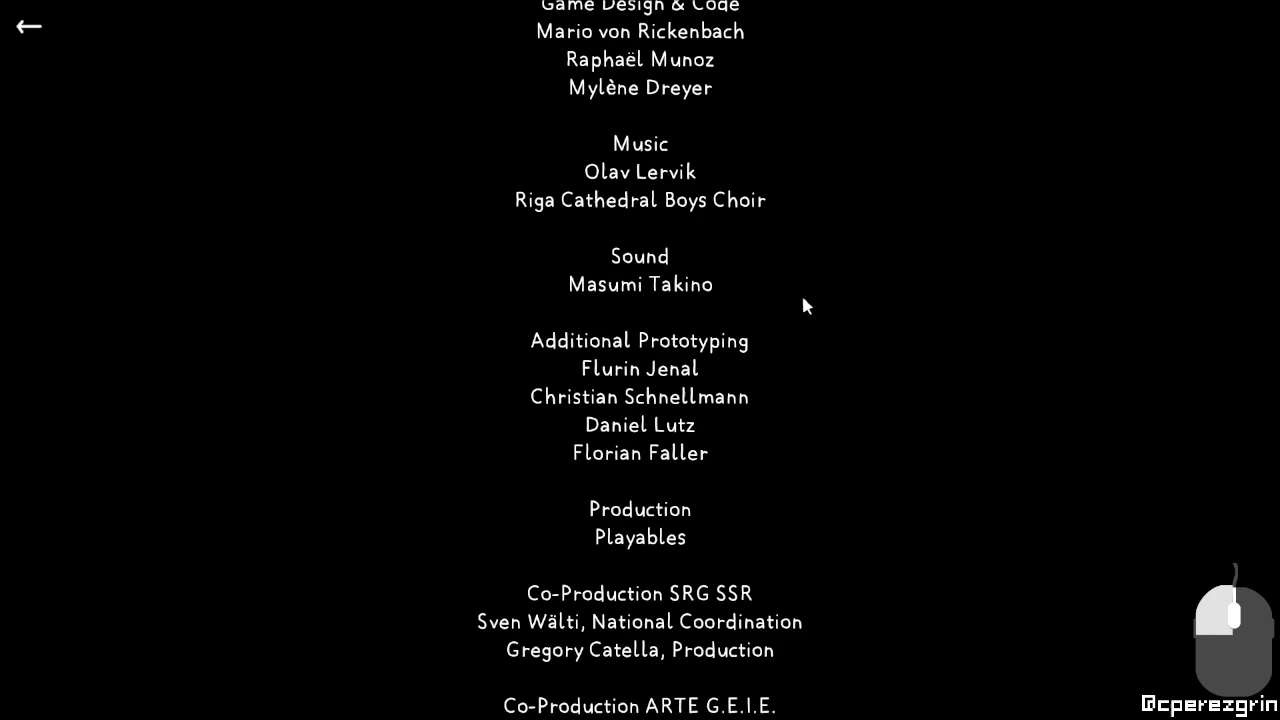 Game Design & Code
Mario von Rickenbach
Raphaël Munoz
Mylène Dreyer
Music
Olav Lervik
Riga Cathedral Boys Choir
Sound
Masumi Takino
Additional Prototyping
Flurin Jenal
Christian Schnellmann
Daniel Lutz
Florian Faller
Production
Playables
Co-Production SRG SSR
Sven Wälti, National Coordination
Gregory Catella, Production
Co-Production ARTE G.E.I.E.
@cperezgrin